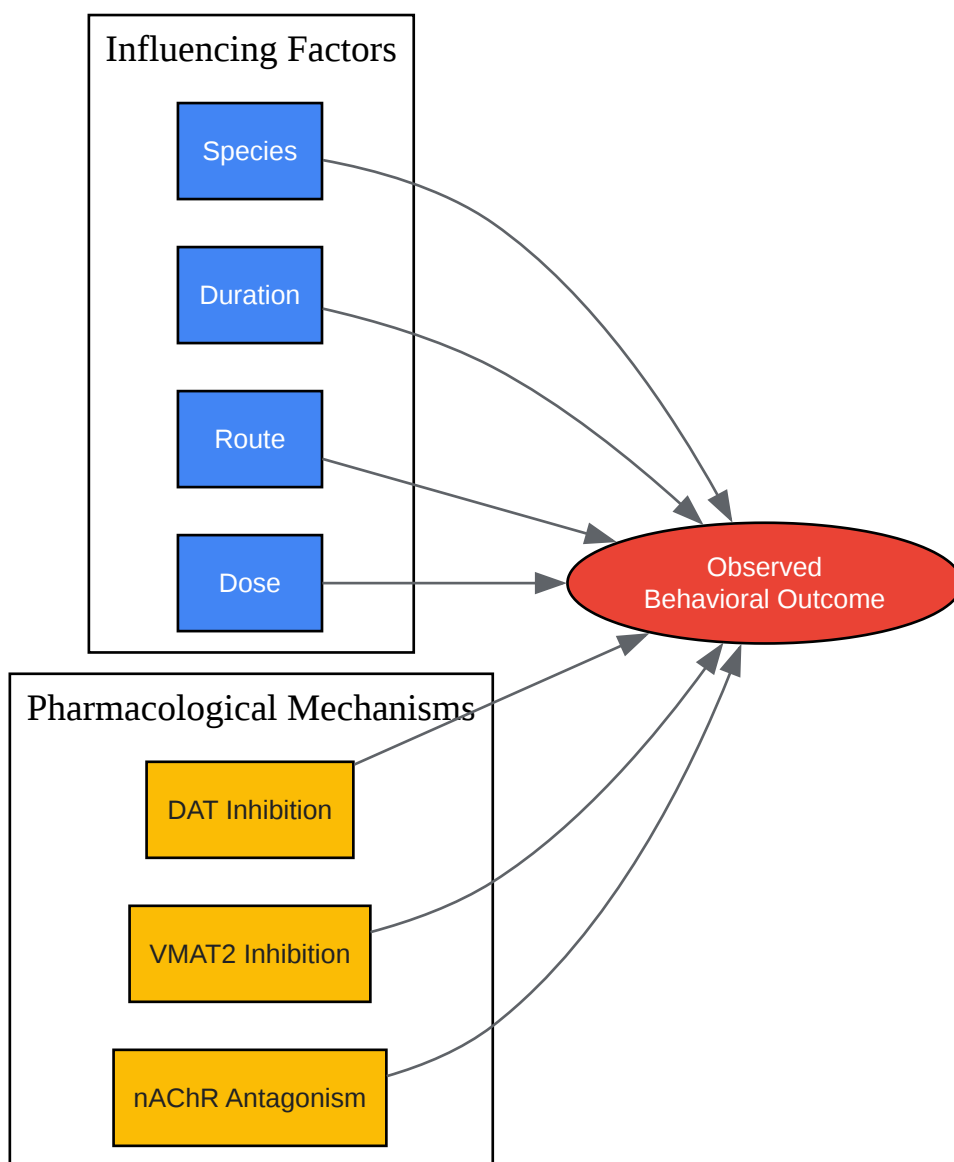 Influencing Factors
Species
Duration
Route
Dose
Observed
Behavioral Outcome
Pharmacological Mechanisms
DAT Inhibition
VMAT2 Inhibition
nAChR Antagonism